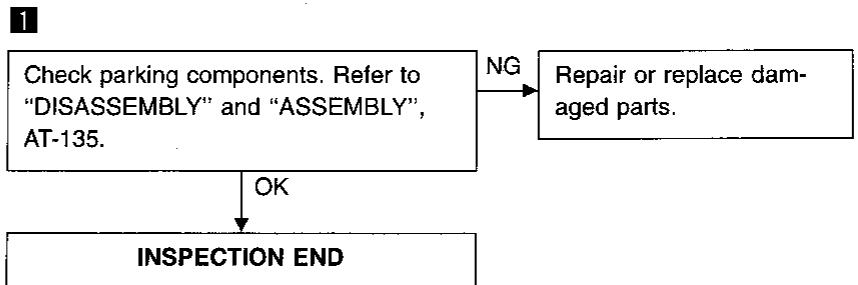 1
Check parking components. Refer to
“DISASSEMBLY” and “ASSEMBLY”,
AT-135.
NG
Repair or replace dam-
aged parts.
OK
INSPECTION END